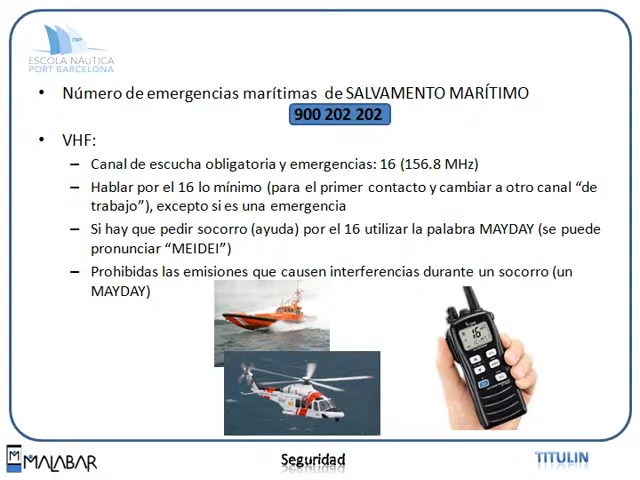 ESCOLA NÀUTICA
PORT BARCELONA
• Número de emergencias marítimas de SALVAMENTO MARÍTIMO
900 202 202
• VHF:
– Canal de escucha obligatoria y emergencias: 16 (156.8 MHz)
– Hablar por el 16 lo mínimo (para el primer contacto y cambiar a otro canal “de
trabajo”), excepto si es una emergencia
– Si hay que pedir socorro (ayuda) por el 16 utilizar la palabra MAYDAY (se puede
pronunciar “MEIDEI”)
– Prohibidas las emisiones que causen interferencias durante un socorro (un
MAYDAY)
16
MALABAR
Seguridad
TITULIN